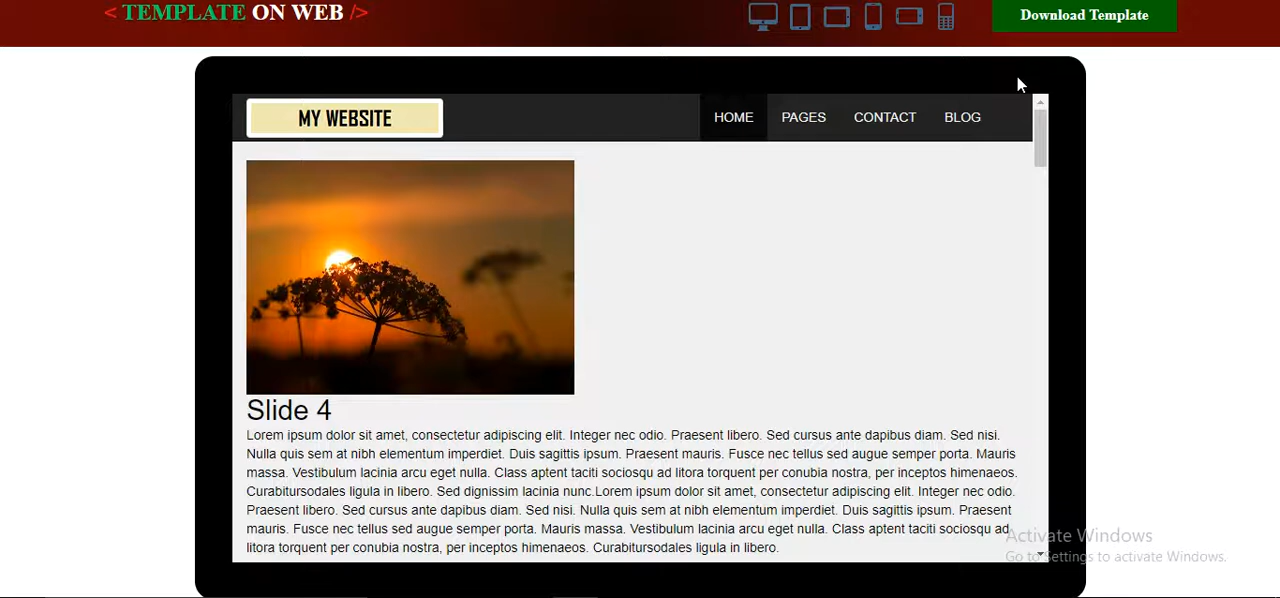 < TEMPLATE ON WEB />
Download Template
MY WEBSITE
HOME PAGES CONTACT BLOG
Slide 4
Lorem ipsum dolor sit amet, consectetur adipiscing elit. Integer nec odio. Praesent libero. Sed cursus ante dapibus diam. Sed nisi.
Nulla quis sem at nibh elementum imperdiet. Duis sagittis ipsum. Praesent mauris. Fusce nec tellus sed augue semper porta. Mauris
massa. Vestibulum lacinia arcu eget nulla. Class aptent taciti sociosqu ad litora torquent per conubia nostra, per inceptos himenaeos.
Curabitursodales ligula in libero. Sed dignissim lacinia nunc.Lorem ipsum dolor sit amet, consectetur adipiscing elit. Integer nec odio.
Praesent libero. Sed cursus ante dapibus diam. Sed nisi. Nulla quis sem at nibh elementum imperdiet. Duis sagittis ipsum. Praesent
mauris. Fusce nec tellus sed augue semper porta. Mauris massa. Vestibulum lacinia arcu eget nulla. Class aptent taciti sociosqu ad
litora torquent per conubia nostra, per inceptos himenaeos. Curabitursodales ligula in libero.
Activate Windows
Go to Settings to activate Windows.